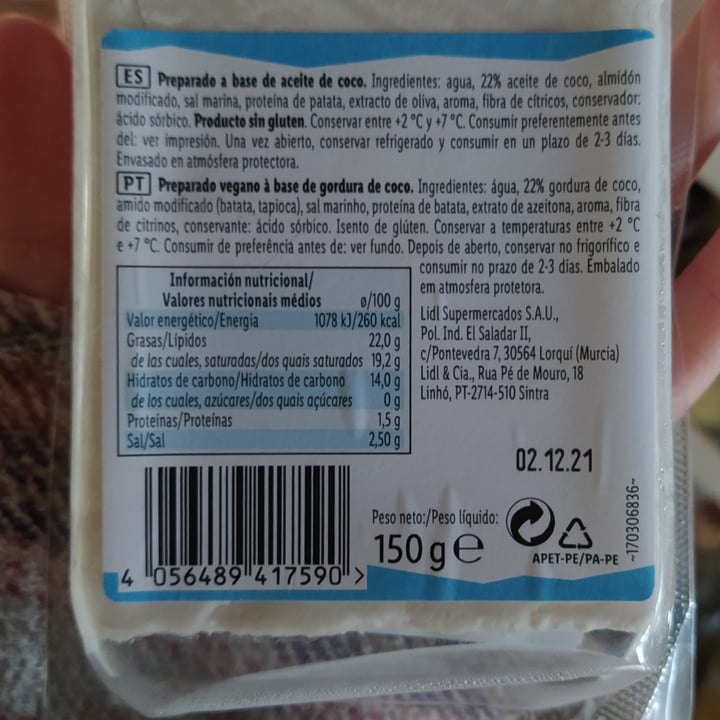 ES Preparado a base de aceite de coco. Ingredientes: agua, 22% aceite de coco, almidón
modificado, sal marina, proteína de patata, extracto de oliva, aroma, fibra de cítricos, conservador:
ácido sórbico. Producto sin gluten. Conservar entre +2 °C y +7 °C. Consumir preferentemente antes
del: ver impresión. Una vez abierto, conservar refrigerado y consumir en un plazo de 2-3 días.
Envasado en atmósfera protectora.
PT Preparado vegano à base de gordura de coco. Ingredientes: água, 22% gordura de coco,
amido modificado (batata, tapioca), sal marinho, proteína de batata, extrato de azeitona, aroma, fibra
de citrinos, conservante: ácido sórbico. Isento de glúten. Conservar a temperaturas entre +2 °C
e +7 °C. Consumir de preferência antes de: ver fundo. Depois de aberto, conservar no frigorífico e
consumir no prazo de 2-3 dias. Embalado
em atmosfera protetora.
Información nutricional/
Valores nutricionais médios ø/100 g
Valor energético/Energia 1078 kJ/260 kcal
Grasas/Lípidos 22,0 g
de las cuales, saturadas/dos quais saturados 19,2 g
Hidratos de carbono/Hidratos de carbono 14,0 g
de los cuales, azúcares/dos quais açúcares 0 g
Proteínas/Proteínas 1,5 g
Sal/Sal 2,50 g
Lidl Supermercados S.A.U.,
Pol. Ind. El Saladar II,
c/Pontevedra 7, 30564 Lorquí (Murcia)
Lidl & Cia., Rua Pé de Mouro, 18
Linhó, PT-2714-510 Sintra
02.12.21
Peso neto:/Peso líquido:
150 g e
APET-PE/PA-PE
~170306836~
4 056489 417590 >